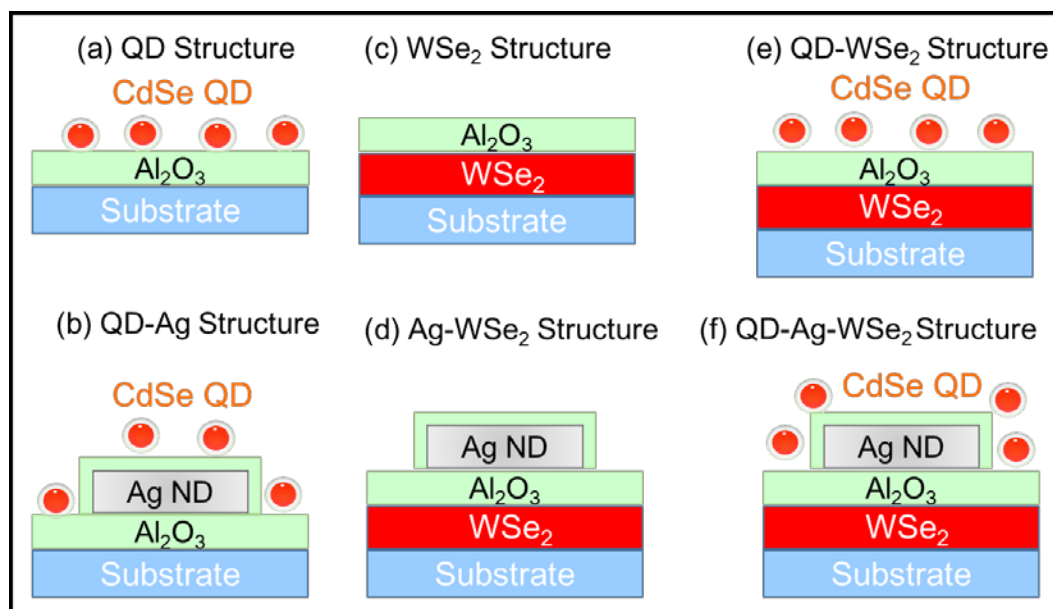 (a) QD Structure
CdSe QD
Al₂O₃
Substrate
(c) WSe₂ Structure
Al₂O₃
WSe₂
Substrate
(e) QD-WSe₂ Structure
CdSe QD
Al₂O₃
WSe₂
Substrate
(b) QD-Ag Structure
CdSe QD
Ag ND
Al₂O₃
Substrate
(d) Ag-WSe₂ Structure
Ag ND
Al₂O₃
WSe₂
Substrate
(f) QD-Ag-WSe₂ Structure
CdSe QD
Ag ND
Al₂O₃
WSe₂
Substrate